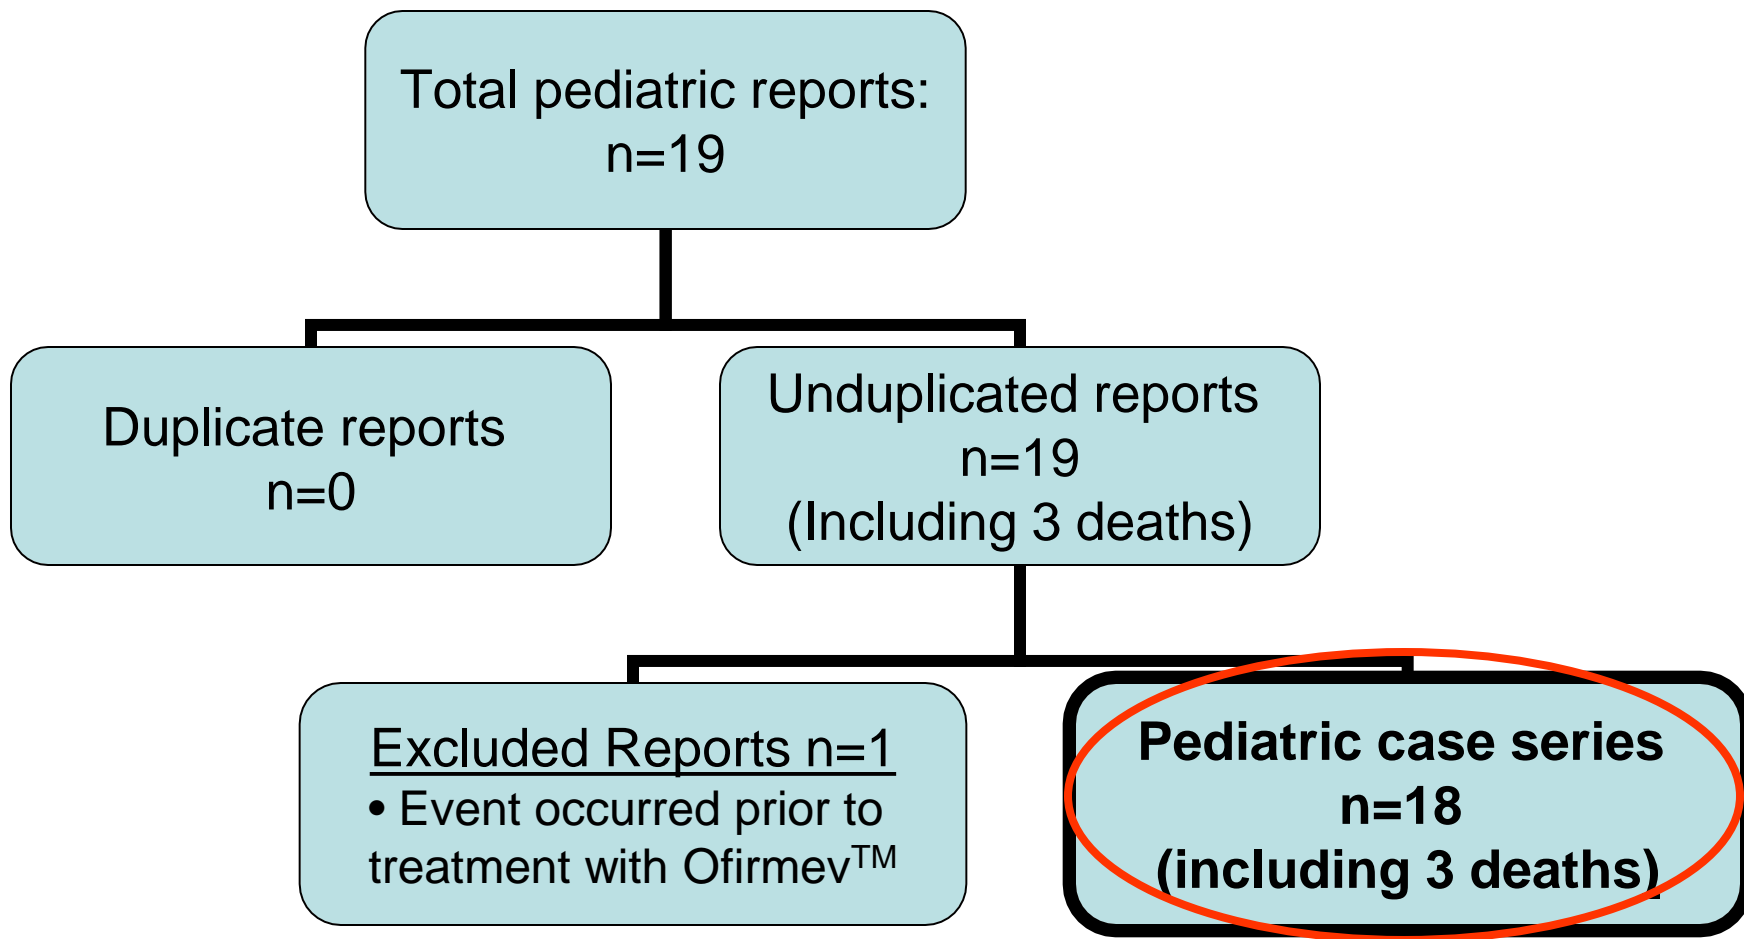 Total pediatric reports:
n=19
Duplicate reports
n=0
Unduplicated reports
n=19
(Including 3 deaths)
Excluded Reports n=1
• Event occurred prior to
treatment with Ofirmev™
Pediatric case series
n=18
(including 3 deaths)